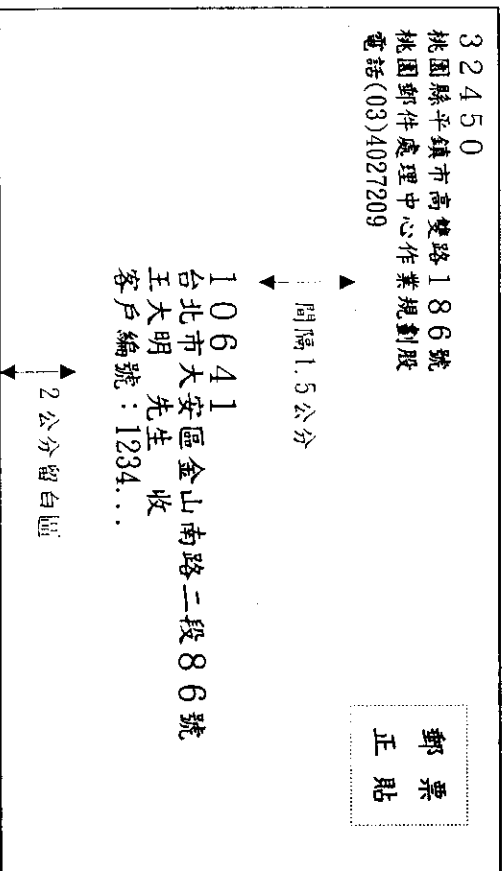 32450
桃園縣平鎮市高雙路186號
桃園郵件處理中心作業規劃股
電話(03)4027209
郵票
正貼
間隔1.5公分
10641
台北市大安區金山南路二段86號
王大明 先生 收
客戶編號：1234...
2公分留白區